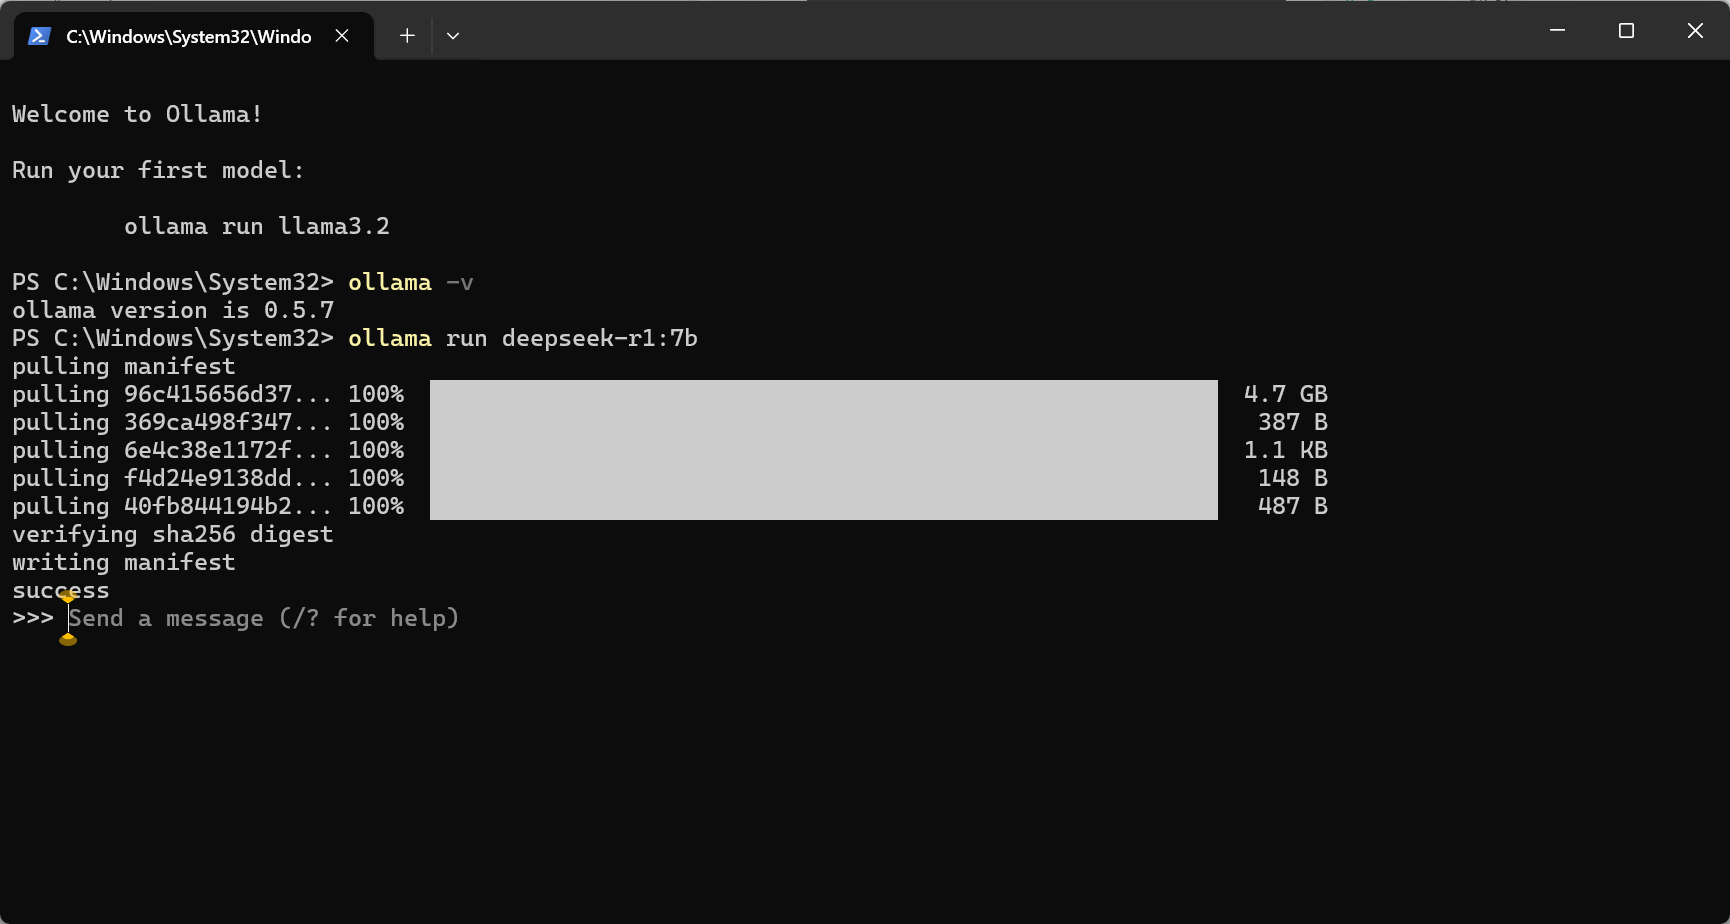 C:\Windows\System32\Windo
Welcome to Ollama!
Run your first model:
ollama run llama3.2
PS C:\Windows\System32> ollama -v
ollama version is 0.5.7
PS C:\Windows\System32> ollama run deepseek-r1:7b
pulling manifest
pulling 96c415656d37... 100% 4.7 GB
pulling 369ca498f347... 100% 387 B
pulling 6e4c38e1172f... 100% 1.1 KB
pulling f4d24e9138dd... 100% 148 B
pulling 40fb844194b2... 100% 487 B
verifying sha256 digest
writing manifest
success
>>> Send a message (/? for help)